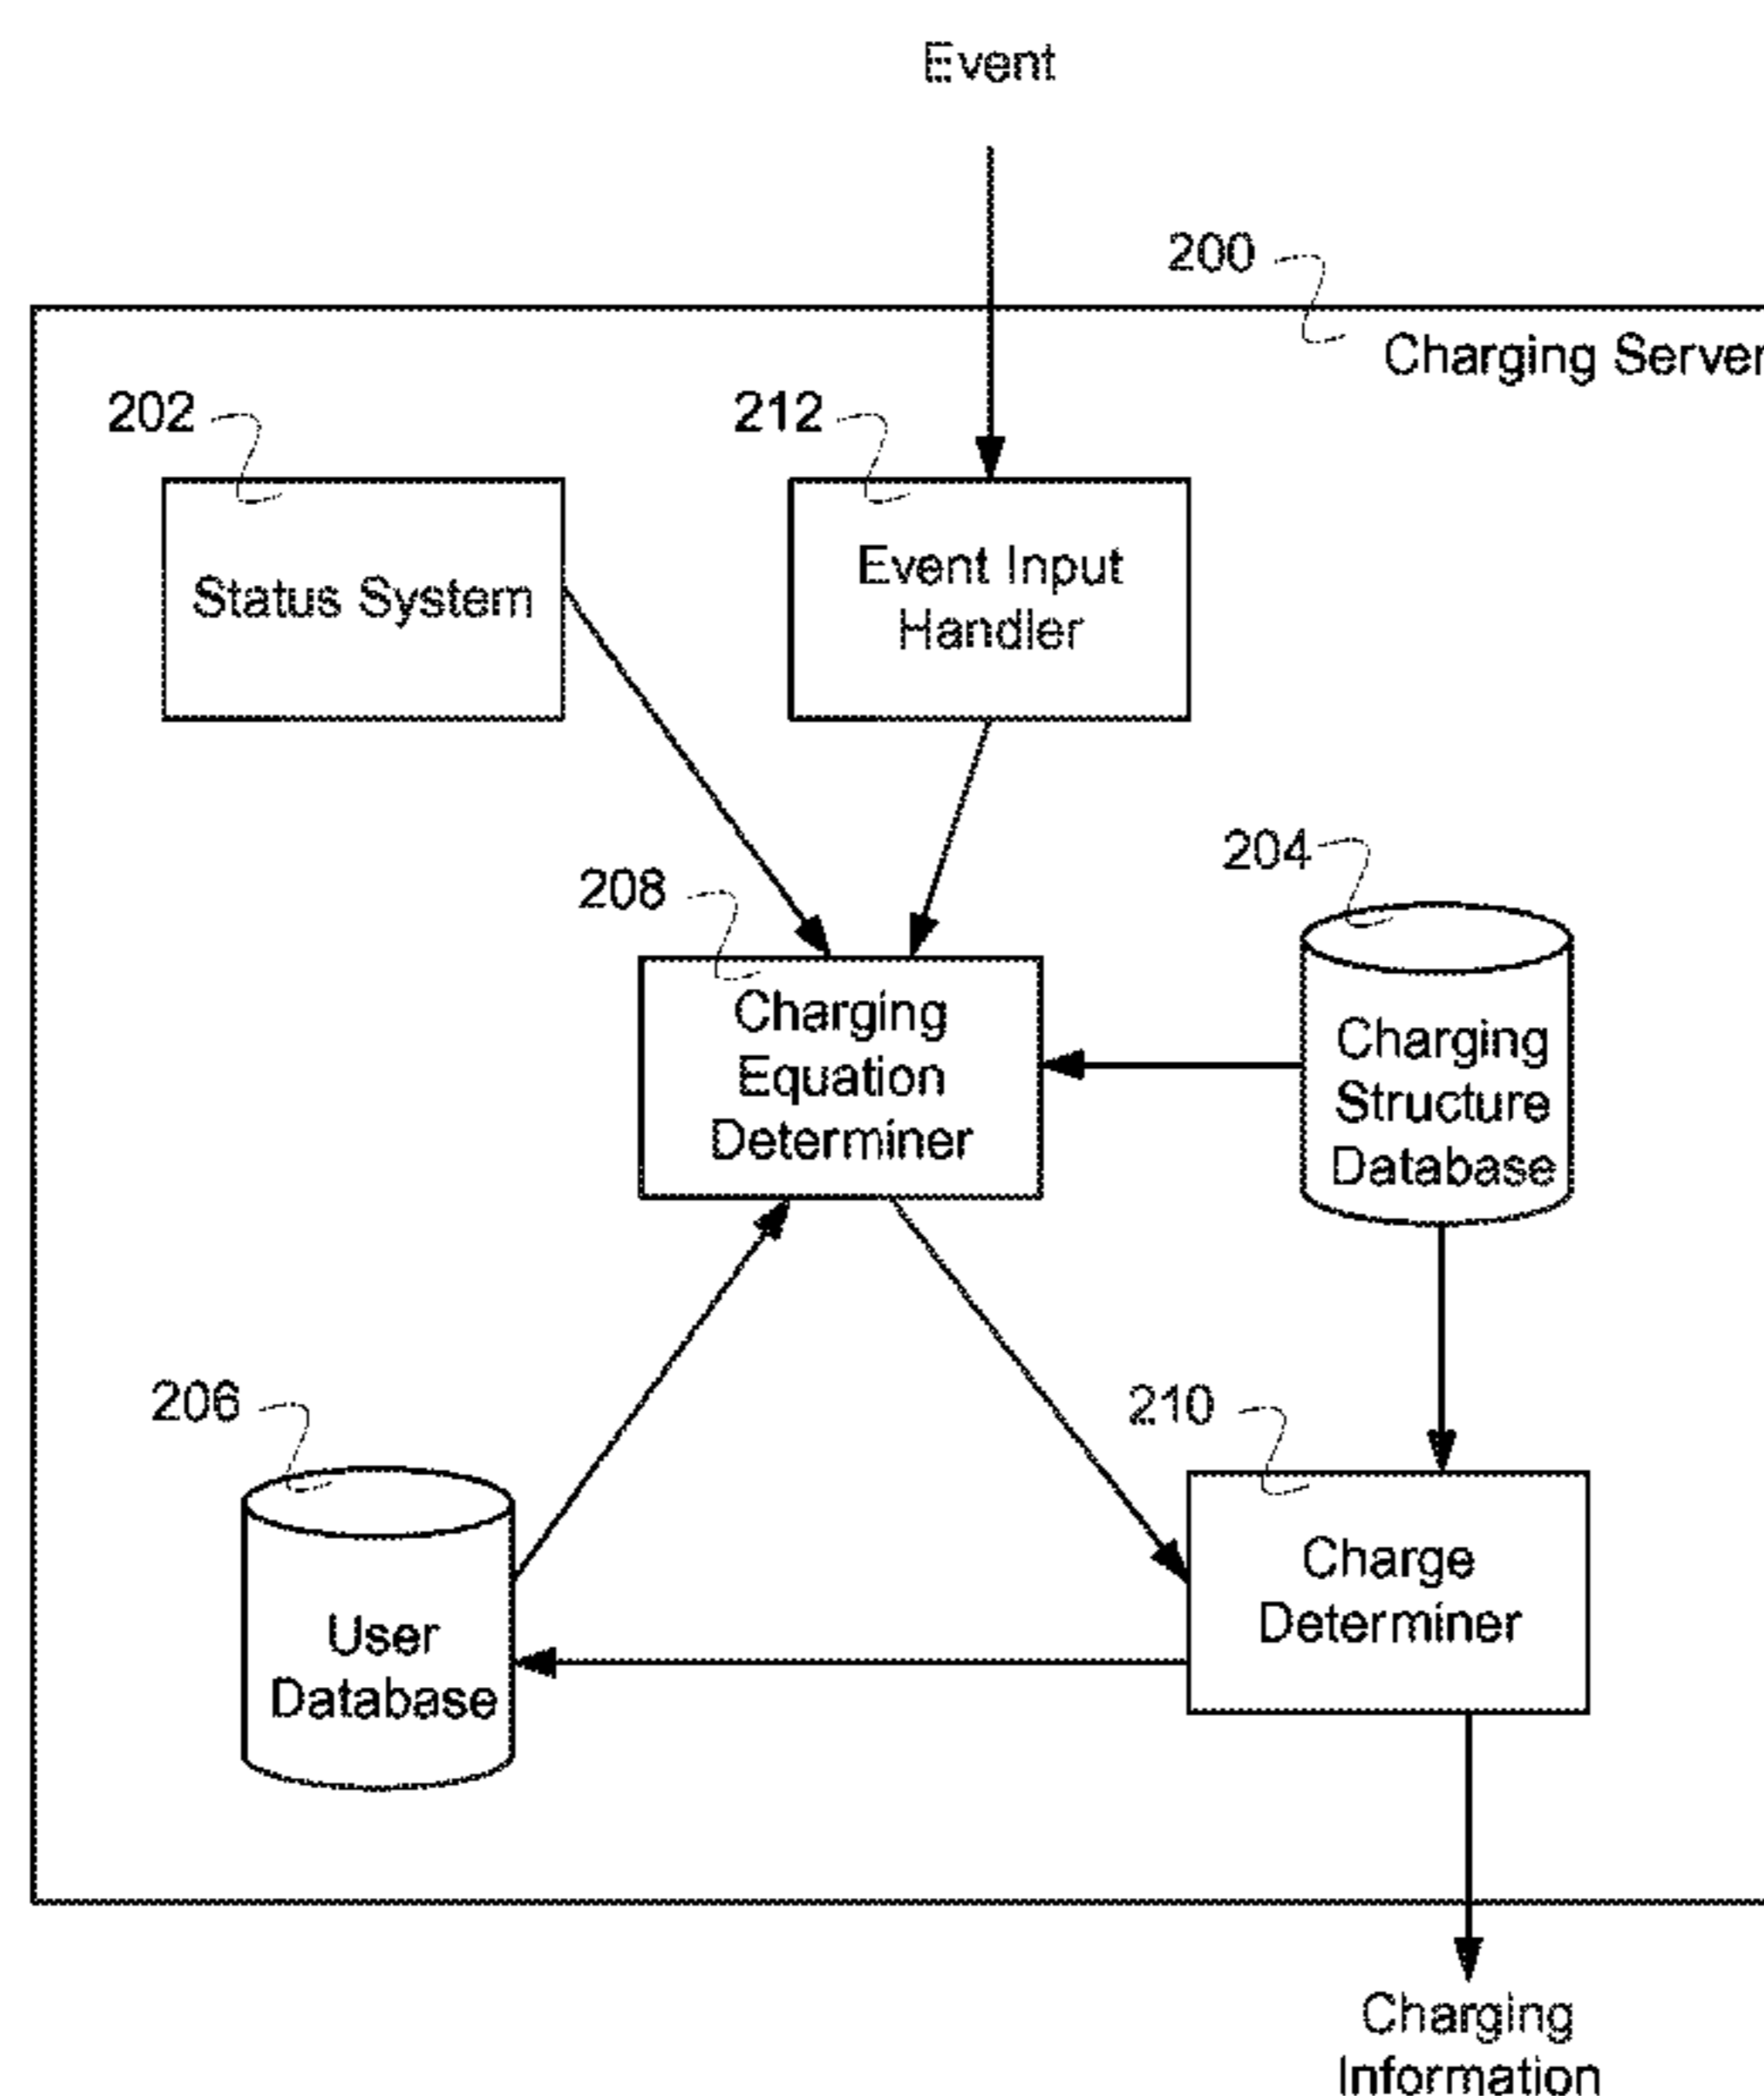 Event
200
Charging Server
202
212
Status System
Event Input
Handler
204
208
Charging
Equation
Determiner
Charging
Structure
Database
206
210
User
Database
Charge
Determiner
Charging
Information